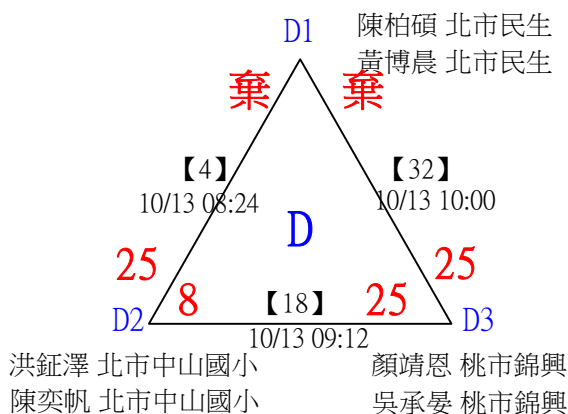 D1
陳柏碩 北市民生
黃博晨 北市民生
棄 棄
【4】
10/13 08:24
【32】
10/13 10:00
D
25 25
8 25
【18】
10/13 09:12
D2 D3
洪鉦澤 北市中山國小
陳奕帆 北市中山國小
顏靖恩 桃市錦興
吳承晏 桃市錦興